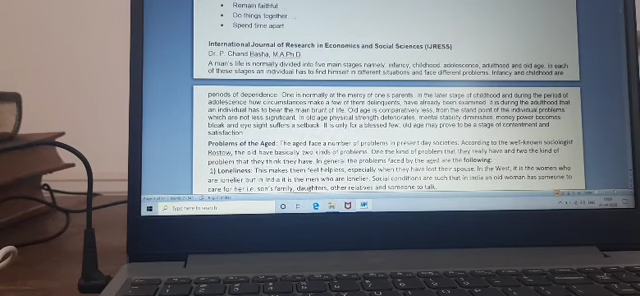 • Remain faithful
• Do things together...
• Spend time apart.
International Journal of Research in Economics and Social Sciences (IJRESS)
Dr. P. Chand Basha, M.A.Ph.D
A man's life is normally divided into five main stages namely, infancy, childhood, adolescence, adulthood and old age. In each
of these stages an individual has to find himself in different situations and face different problems. Infancy and childhood are
periods of dependence. One is normally at the mercy of one's parents. In the later stage of childhood and during the period of
adolescence how circumstances make a few of them delinquents, have already been examined. It is during the adulthood that
an individual has to bear the main brunt of life. Old age is comparatively less, from the stand point of the individual problems
which are not less significant. In old age physical strength deteriorates, mental stability diminishes, money power becomes
bleak and eye sight suffers a setback. It is only for a blessed few, old age may prove to be a stage of contentment and
satisfaction.
Problems of the Aged: The aged face a number of problems in present day societies. According to the well-known sociologist
Rostow, the old have basically two kinds of problems. One the kind of problem that they really have and two the kind of
problem that they think they have. In general the problems faced by the aged are the following:
1) Loneliness: This makes them feel helpless, especially when they have lost their spouse. In the West, it is the women who
are lonelier but in India it is the men who are lonelier. Social conditions are such that in India an old woman has someone to
care for her i.e. son's family, daughters, other relatives and someone to talk.
Type here to search